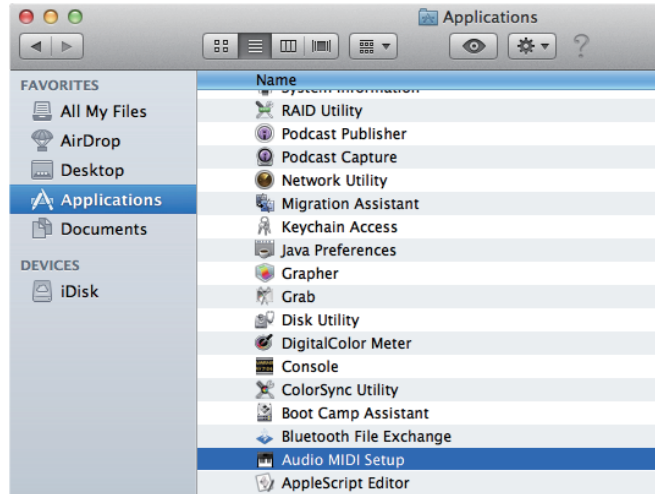 Applications
?
FAVORITES
All My Files
AirDrop
Desktop
Applications
Documents
DEVICES
iDisk
Name
System Information
RAID Utility
Podcast Publisher
Podcast Capture
Network Utility
Migration Assistant
Keychain Access
Java Preferences
Grapher
Grab
Disk Utility
DigitalColor Meter
Console
ColorSync Utility
Boot Camp Assistant
Bluetooth File Exchange
Audio MIDI Setup
AppleScript Editor